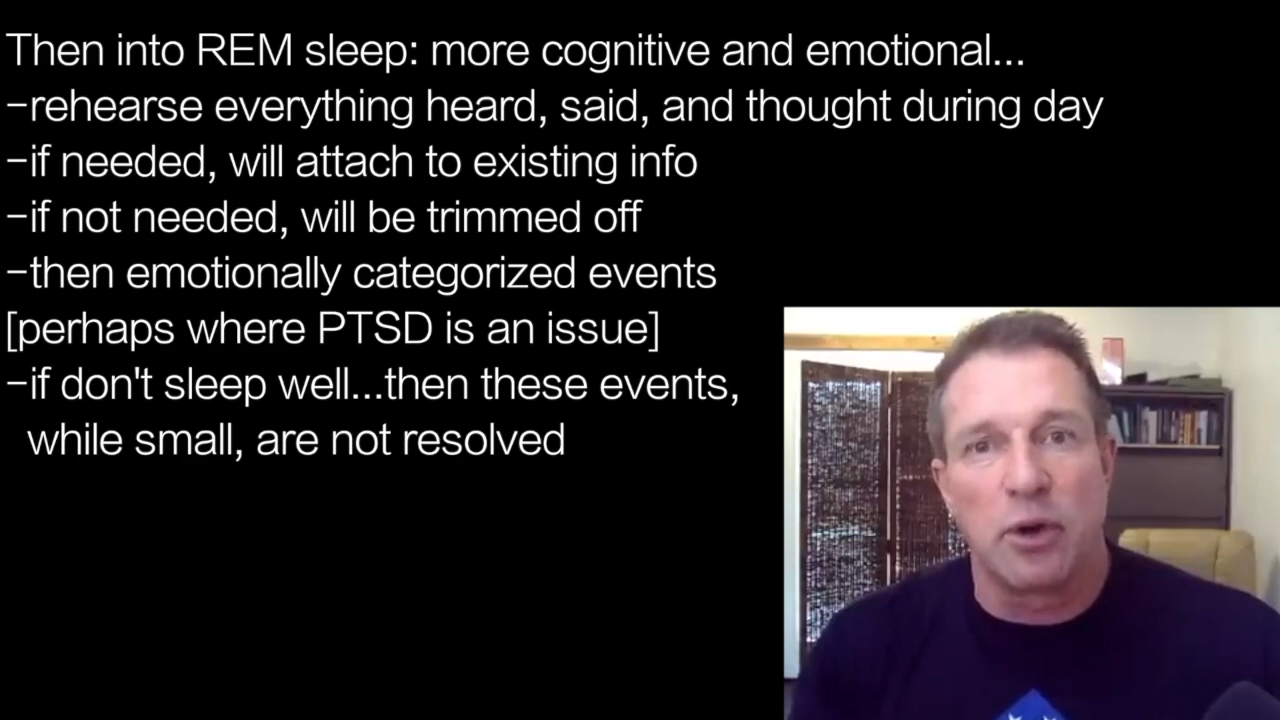 Then into REM sleep: more cognitive and emotional...
-rehearse everything heard, said, and thought during day
-if needed, will attach to existing info
-if not needed, will be trimmed off
-then emotionally categorized events
[perhaps where PTSD is an issue]
-if don't sleep well...then these events,
while small, are not resolved